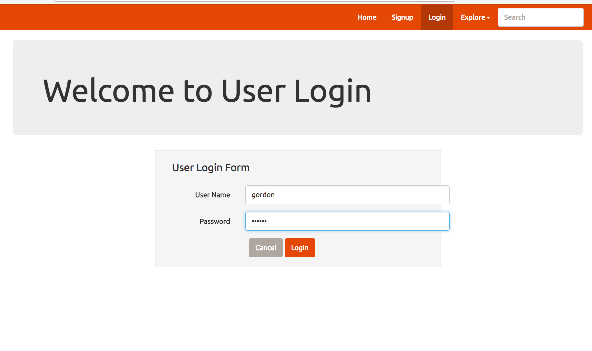 Home Signup Login Explore Search
Welcome to User Login
User Login Form
User Name gordon
Password ••••••
Cancel Login